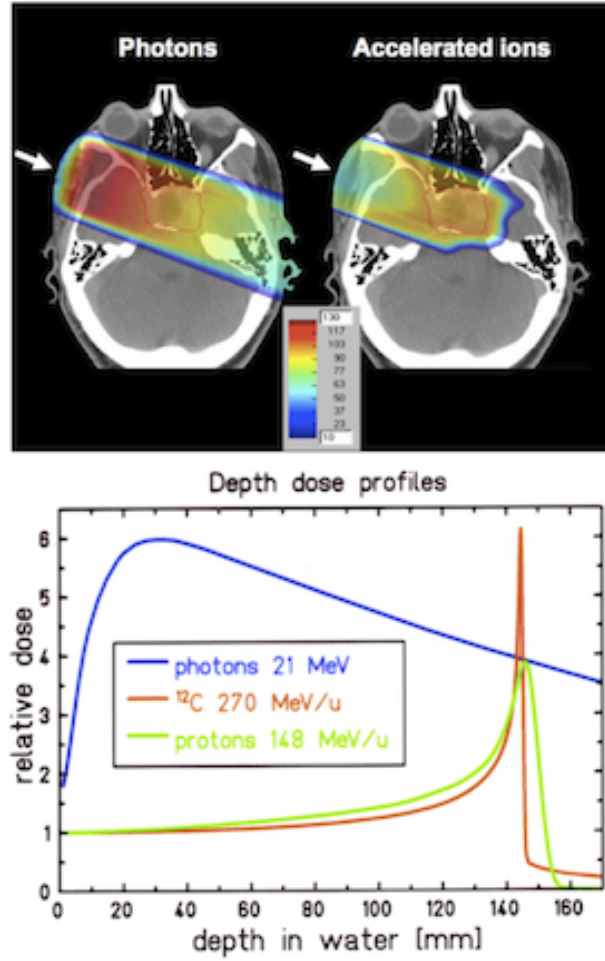 Photons Accelerated ions
130
117
103
90
77
63
50
37
23
10
Depth dose profiles
relative dose
6
5
4
3
2
1
0
photons 21 MeV
¹²C 270 MeV/u
protons 148 MeV/u
0 20 40 60 80 100 120 140 160
depth in water [mm]